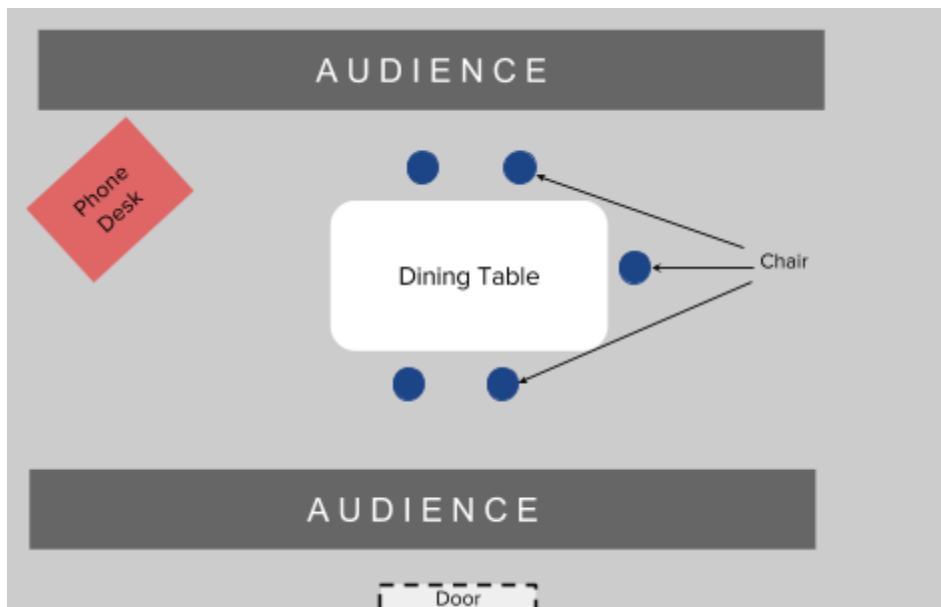 AUDIENCE
Phone
Desk
Chair
Dining Table
AUDIENCE
Door